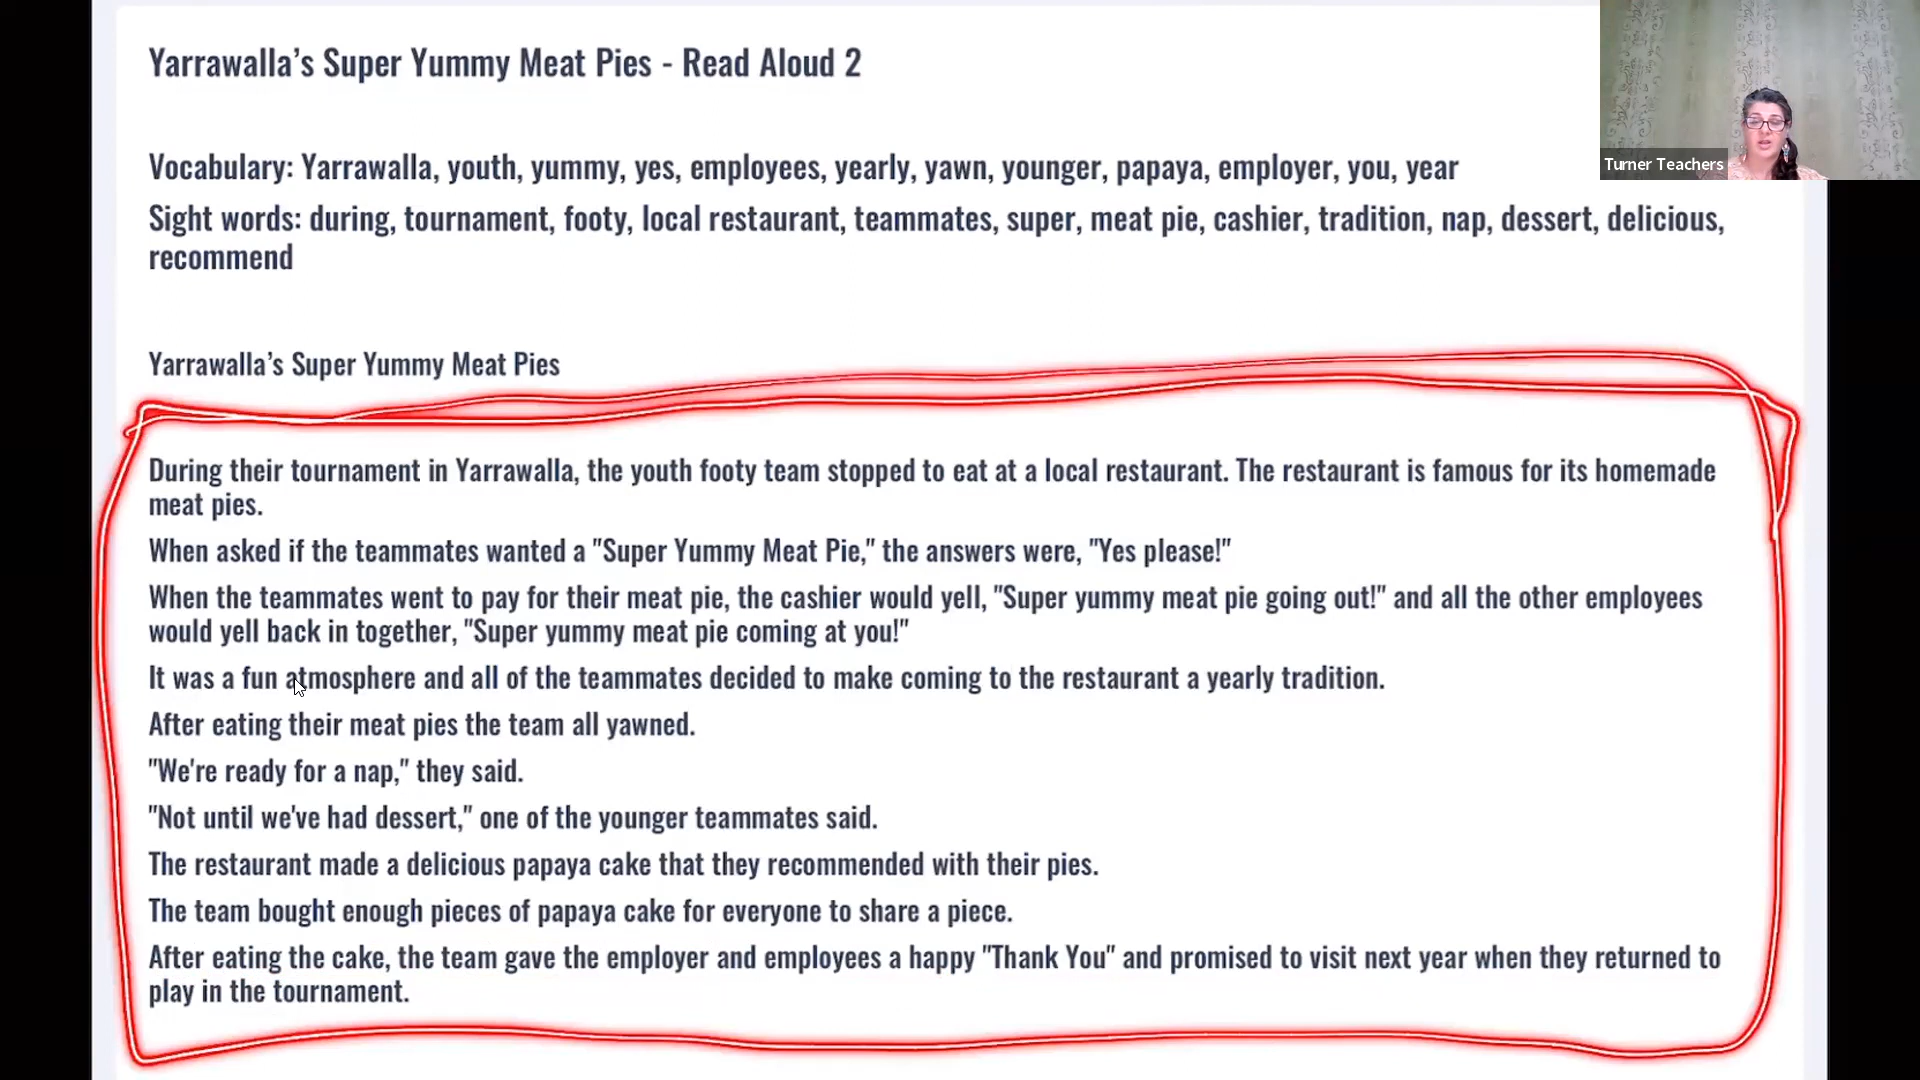 Yarrawalla’s Super Yummy Meat Pies - Read Aloud 2
Turner Teachers
Vocabulary: Yarrawalla, youth, yummy, yes, employees, yearly, yawn, younger, papaya, employer, you, year
Sight words: during, tournament, footy, local restaurant, teammates, super, meat pie, cashier, tradition, nap, dessert, delicious,
recommend
Yarrawalla’s Super Yummy Meat Pies
During their tournament in Yarrawalla, the youth footy team stopped to eat at a local restaurant. The restaurant is famous for its homemade
meat pies.
When asked if the teammates wanted a "Super Yummy Meat Pie," the answers were, "Yes please!"
When the teammates went to pay for their meat pie, the cashier would yell, "Super yummy meat pie going out!" and all the other employees
would yell back in together, "Super yummy meat pie coming at you!"
It was a fun atmosphere and all of the teammates decided to make coming to the restaurant a yearly tradition.
After eating their meat pies the team all yawned.
"We're ready for a nap," they said.
"Not until we've had dessert," one of the younger teammates said.
The restaurant made a delicious papaya cake that they recommended with their pies.
The team bought enough pieces of papaya cake for everyone to share a piece.
After eating the cake, the team gave the employer and employees a happy "Thank You" and promised to visit next year when they returned to
play in the tournament.